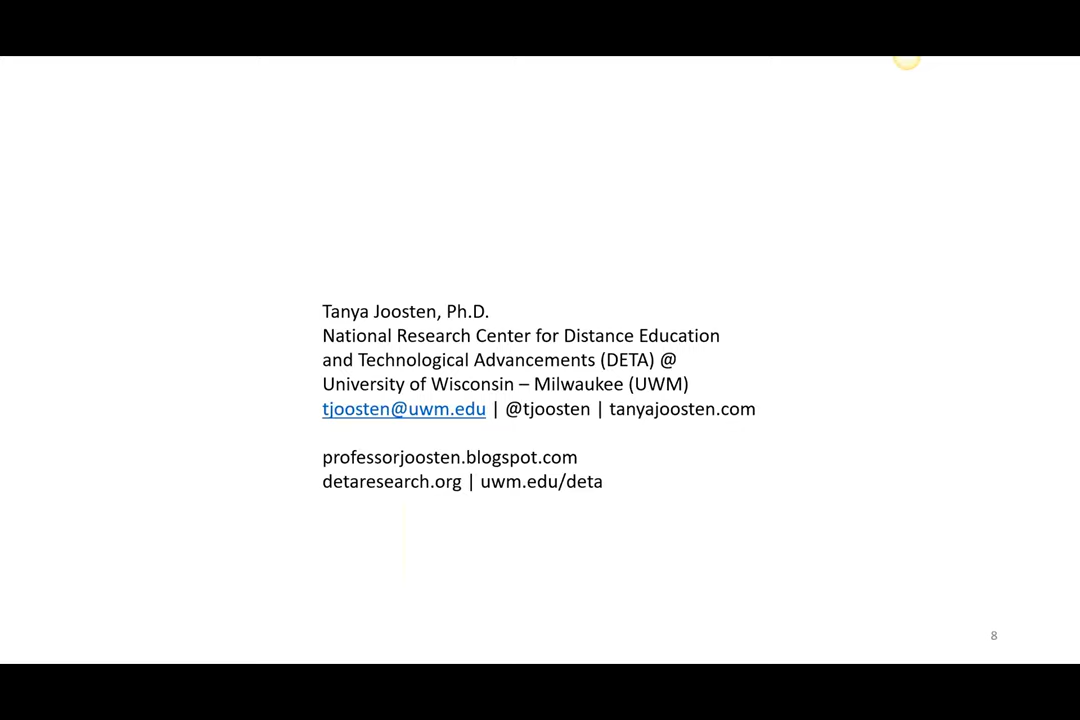 Tanya Joosten, Ph.D.
National Research Center for Distance Education
and Technological Advancements (DETA) @
University of Wisconsin – Milwaukee (UWM)
tjoosten@uwm.edu | @tjoosten | tanyajoosten.com
professorjoosten.blogspot.com
detaresearch.org | uwm.edu/deta
8